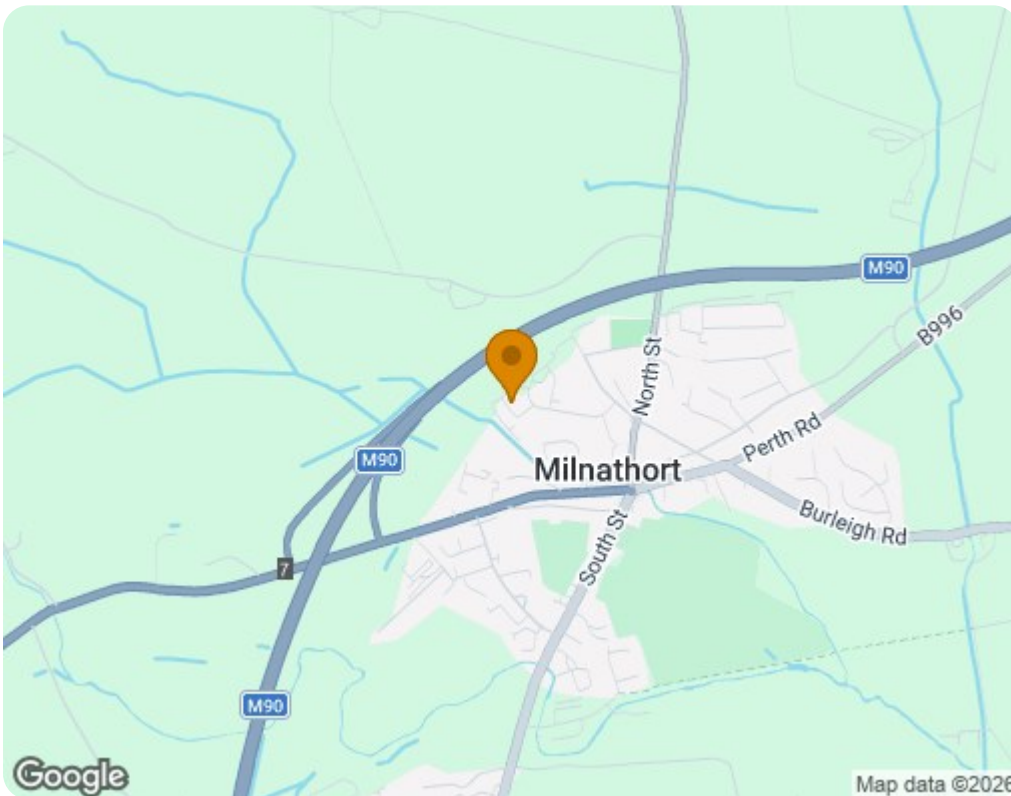 M90
B996
North St
Perth Rd
M90
Milnathort
Burleigh Rd
South St
7
M90
Google
Map data ©2026